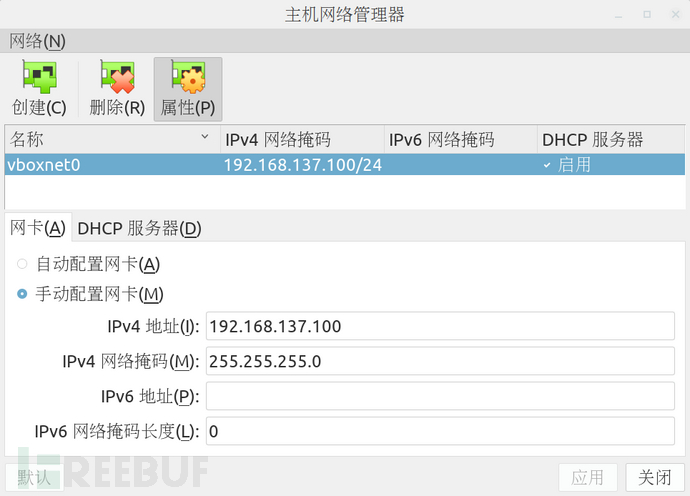 主机网络管理器
网络(N)
创建(C) 删除(R) 属性(P)
名称 IPv4 网络掩码 IPv6 网络掩码 DHCP 服务器
vboxnet0 192.168.137.100/24 启用
网卡(A) DHCP 服务器(D)
自动配置网卡(A)
手动配置网卡(M)
IPv4 地址(I): 192.168.137.100
IPv4 网络掩码(M): 255.255.255.0
IPv6 地址(P):
IPv6 网络掩码长度(L): 0
FREEBUF
默认 应用 关闭